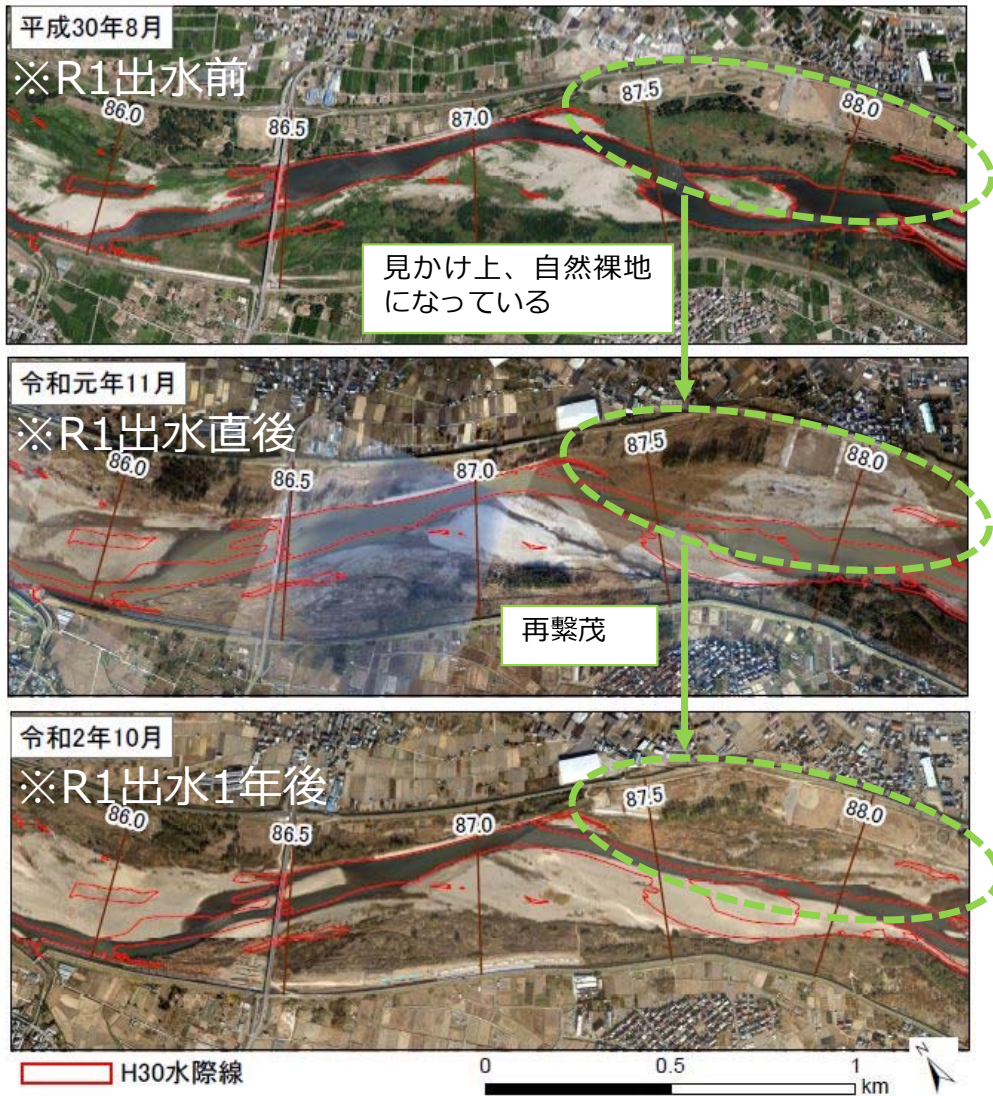 平成30年8月
※R1出水前
86.0
86.5
87.0
87.5
88.0
見かけ上、自然裸地
になっている
令和元年11月
※R1出水直後
86.0
86.5
87.0
87.5
88.0
再繫茂
令和2年10月
※R1出水1年後
86.0
86.5
87.0
87.5
88.0
H30水際線
0
0.5
1
km
N